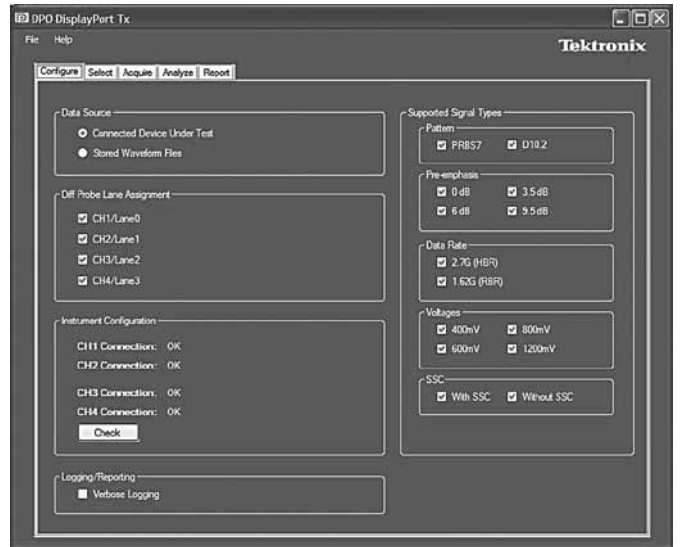 DPO DisplayPort Tx
File Help
Tektronix
Configure Select Acquire Analyze Report
Data Source
Connected Device Under Test
Stored Waveform Files
Diff Probe Lane Assignment
CH1/Lane0
CH2/Lane1
CH3/Lane2
CH4/Lane3
Instrument Configuration
CH1 Connection: OK
CH2 Connection: OK
CH3 Connection: OK
CH4 Connection: OK
Check
Logging/Reporting
Verbose Logging
Supported Signal Types
Pattern
PRBS7 D10.2
Pre-emphasis
0 dB 3.5 dB
6 dB 9.5 dB
Data Rate
2.7G (HBR)
1.62G (RBR)
Voltages
400mV 800mV
600mV 1200mV
SSC
With SSC Without SSC